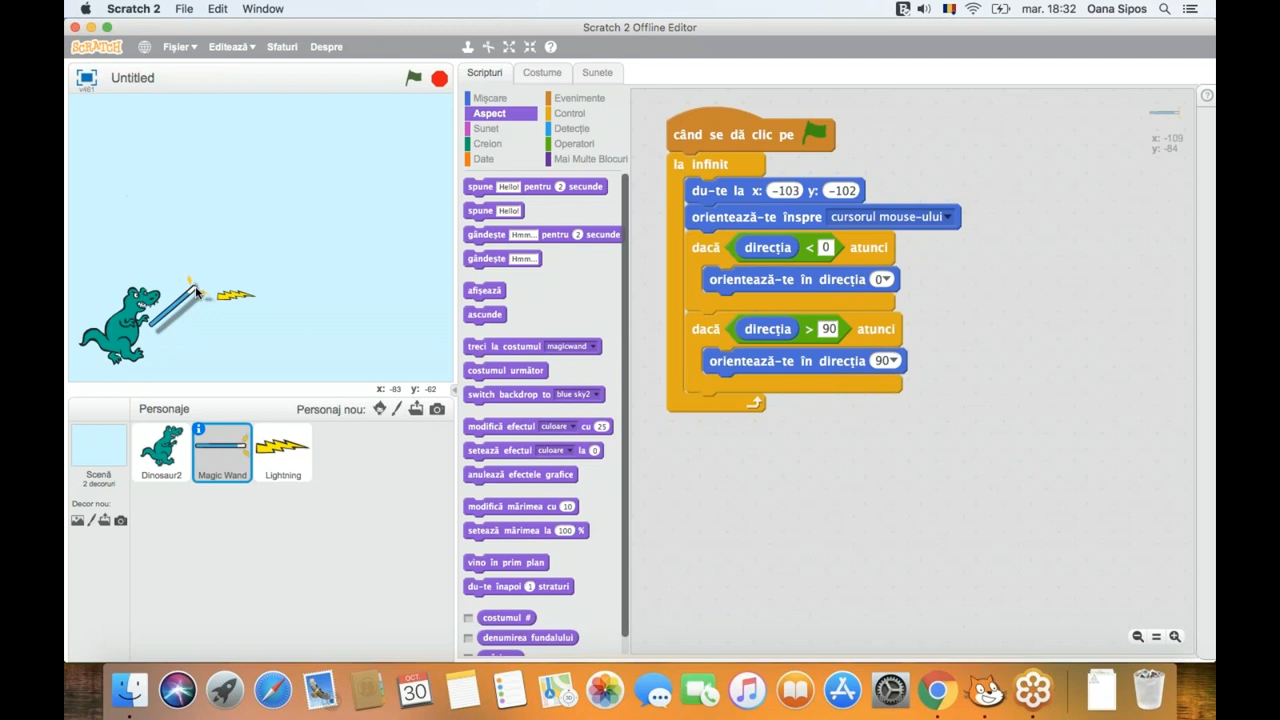 Scratch 2 File Edit Window
mar. 18:32 Oana Sipos
Scratch 2 Offline Editor
SCRATCH Fișier Editează Sfaturi Despre
v461
Untitled
Scripturi Costume Sunete
Mișcare Evenimente
Aspect Control
Sunet Detecție
Creion Operatori
Date Mai Multe Blocuri
spune Hello! pentru 2 secunde
spune Hello!
gândește Hmm... pentru 2 secunde
gândește Hmm...
afișează
ascunde
treci la costumul magicwand
costumul următor
switch backdrop to blue sky2
modifică efectul culoare cu 25
setează efectul culoare la 0
anulează efectele grafice
modifică mărimea cu 10
setează mărimea la 100 %
vino în prim plan
du-te înapoi 1 straturi
costumul #
denumirea fundalului
când se dă clic pe
la infinit
du-te la x: -103 y: -102
orientează-te înspre cursorul mouse-ului
dacă direcția < 0 atunci
orientează-te în direcția 0
dacă direcția > 90 atunci
orientează-te în direcția 90
x: -109
y: -84
x: -83 y: -62
Personaje Personaj nou:
Scenă
2 decoruri
Decor nou:
Dinosaur2
Magic Wand
Lightning
OCT.
30